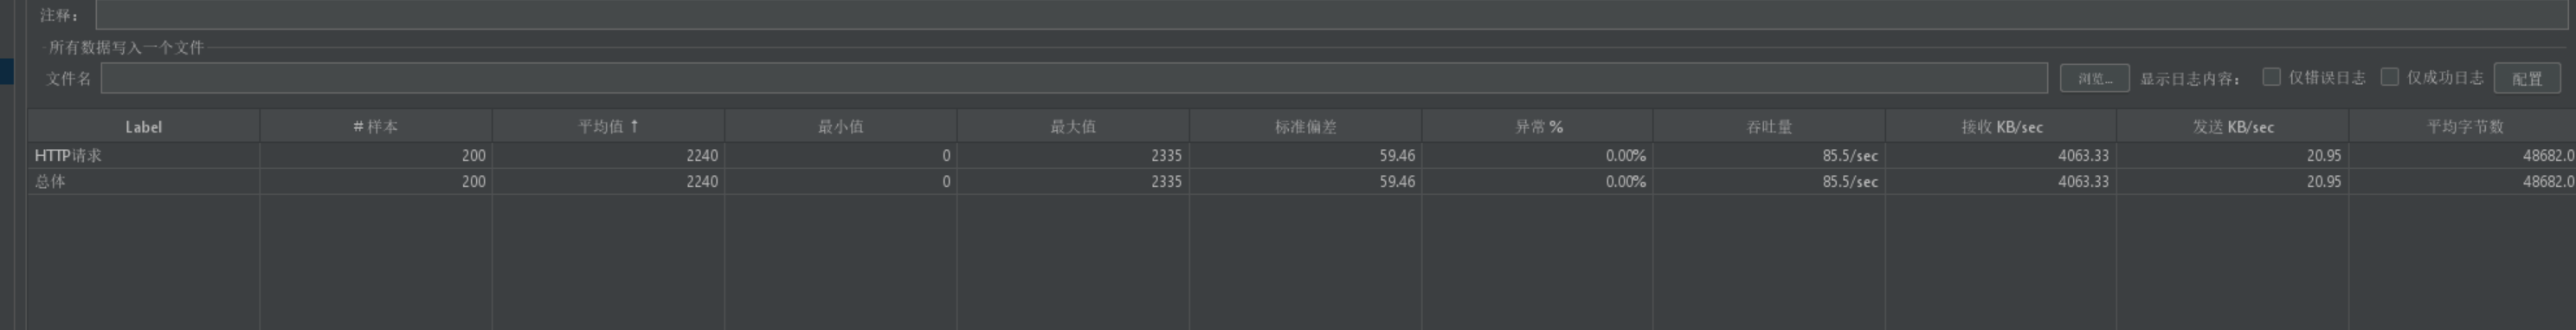 注释：
所有数据写入一个文件
文件名 浏览... 显示日志内容： 仅错误日志 仅成功日志 配置
Label # 样本 平均值 ↑ 最小值 最大值 标准偏差 异常 % 吞吐量 接收 KB/sec 发送 KB/sec 平均字节数
HTTP请求 200 2240 0 2335 59.46 0.00% 85.5/sec 4063.33 20.95 48682.0
总体 200 2240 0 2335 59.46 0.00% 85.5/sec 4063.33 20.95 48682.0